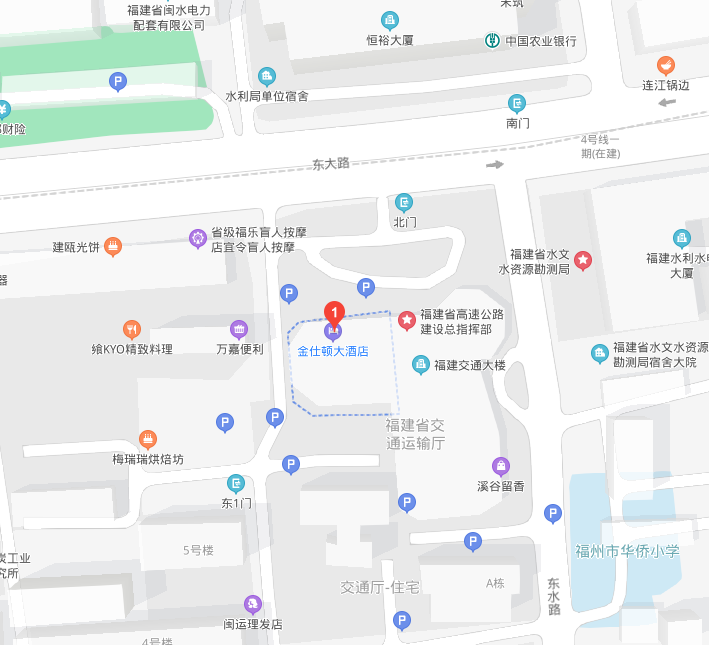 福建省闽水电力
配套有限公司
恒裕大厦
中国农业银行
P
连江锅边
水利局单位宿舍
南门
财险
4号线一
期(在建)
东大路
北门
省级福乐盲人按摩
店宜令盲人按摩
建瓯光饼
福建省水文
水资源勘测局
福建水利水电
大厦
器
P
P
1
福建省高速公路
建设总指挥部
飨KYO精致料理
万嘉便利
金仕顿大酒店
福建交通大楼
福建省水文水资源
勘测局宿舍大院
P
P
福建省交
通运输厅
梅瑞瑞烘焙坊
P
东1门
溪谷留香
P
P
5号楼
P
福州市华侨小学
炭工业
究所
交通厅-住宅
A栋
东水路
闽运理发店
P
4号楼